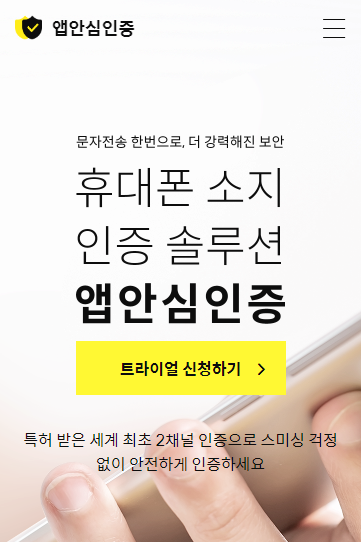 앱안심인증
문자전송 한번으로, 더 강력해진 보안
휴대폰 소지
인증 솔루션
앱안심인증
트라이얼 신청하기
특허 받은 세계 최초 2채널 인증으로 스미싱 걱정
없이 안전하게 인증하세요